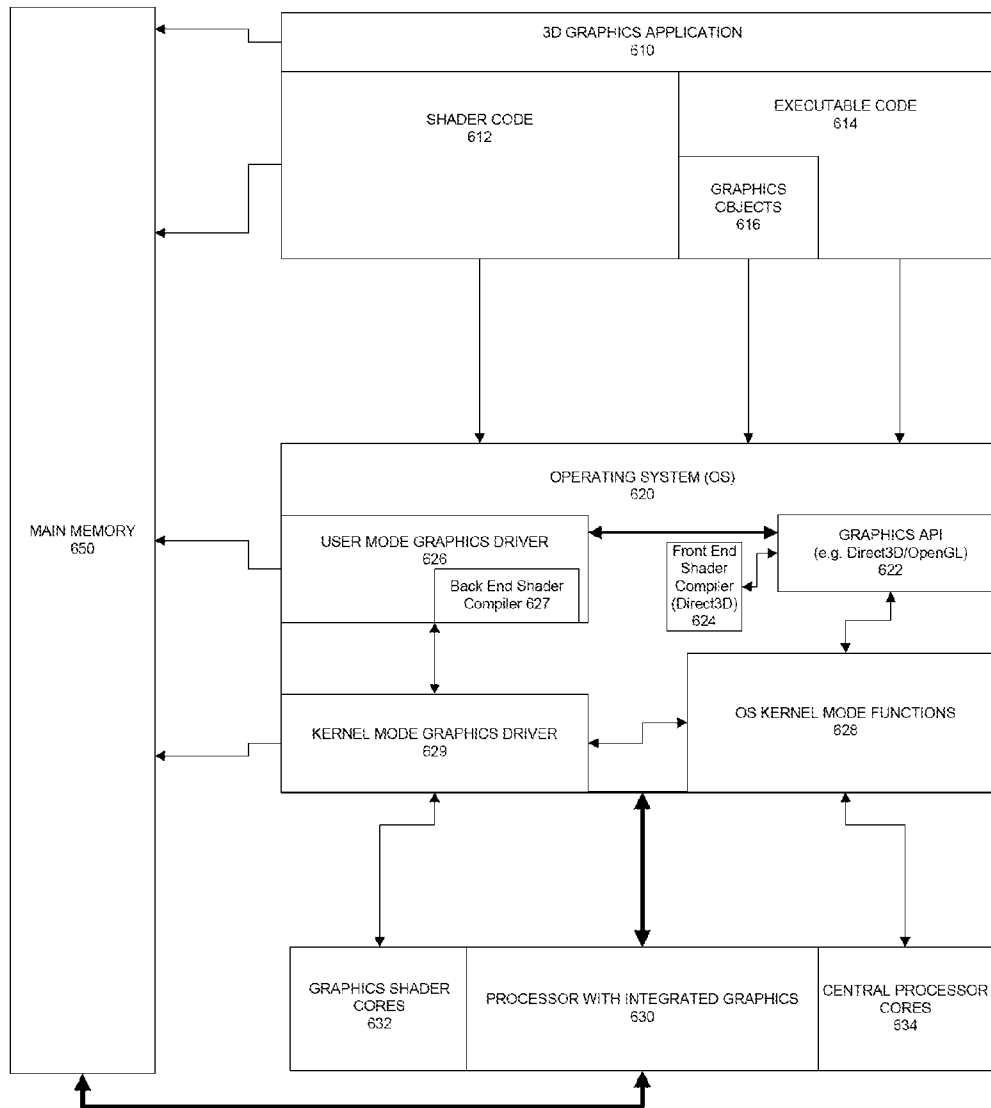 3D GRAPHICS APPLICATION
610
SHADER CODE
612
EXECUTABLE CODE
614
GRAPHICS
OBJECTS
616
OPERATING SYSTEM (OS)
620
MAIN MEMORY
650
USER MODE GRAPHICS DRIVER
626
Back End Shader
Compiler 627
Front End
Shader
Compiler
(Direct3D)
624
GRAPHICS API
(e.g. Direct3D/OpenGL)
622
KERNEL MODE GRAPHICS DRIVER
629
OS KERNEL MODE FUNCTIONS
628
GRAPHICS SHADER
CORES
632
PROCESSOR WITH INTEGRATED GRAPHICS
630
CENTRAL PROCESSOR
CORES
634